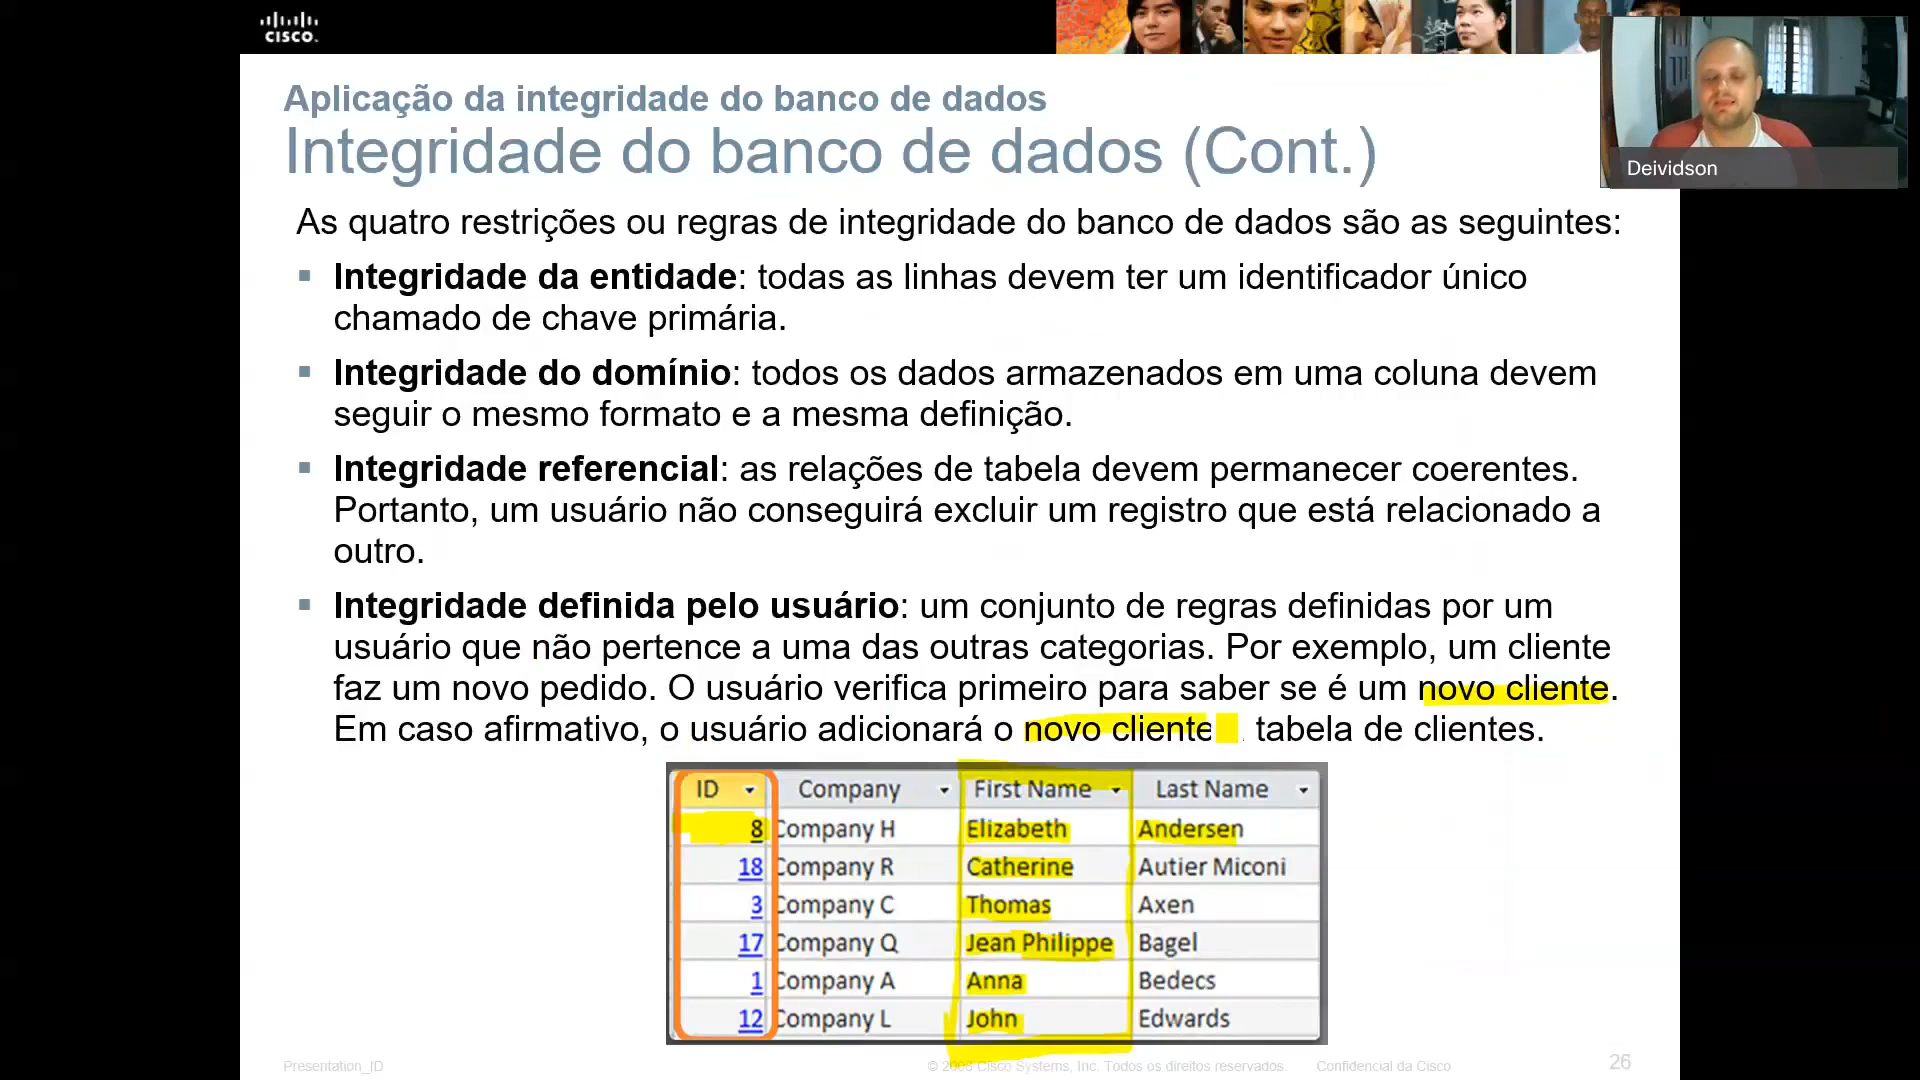 CISCO
Deividson
Aplicação da integridade do banco de dados
Integridade do banco de dados (Cont.)
As quatro restrições ou regras de integridade do banco de dados são as seguintes:
Integridade da entidade: todas as linhas devem ter um identificador único
chamado de chave primária.
Integridade do domínio: todos os dados armazenados em uma coluna devem
seguir o mesmo formato e a mesma definição.
Integridade referencial: as relações de tabela devem permanecer coerentes.
Portanto, um usuário não conseguirá excluir um registro que está relacionado a
outro.
Integridade definida pelo usuário: um conjunto de regras definidas por um
usuário que não pertence a uma das outras categorias. Por exemplo, um cliente
faz um novo pedido. O usuário verifica primeiro para saber se é um novo cliente.
Em caso afirmativo, o usuário adicionará o novo cliente tabela de clientes.
ID Company First Name Last Name
8 Company H Elizabeth Andersen
18 Company R Catherine Autier Miconi
3 Company C Thomas Axen
17 Company Q Jean Philippe Bagel
1 Company A Anna Bedecs
12 Company L John Edwards
Presentation_ID © Cisco Systems, Inc. Todos os direitos reservados. Confidencial da Cisco 26